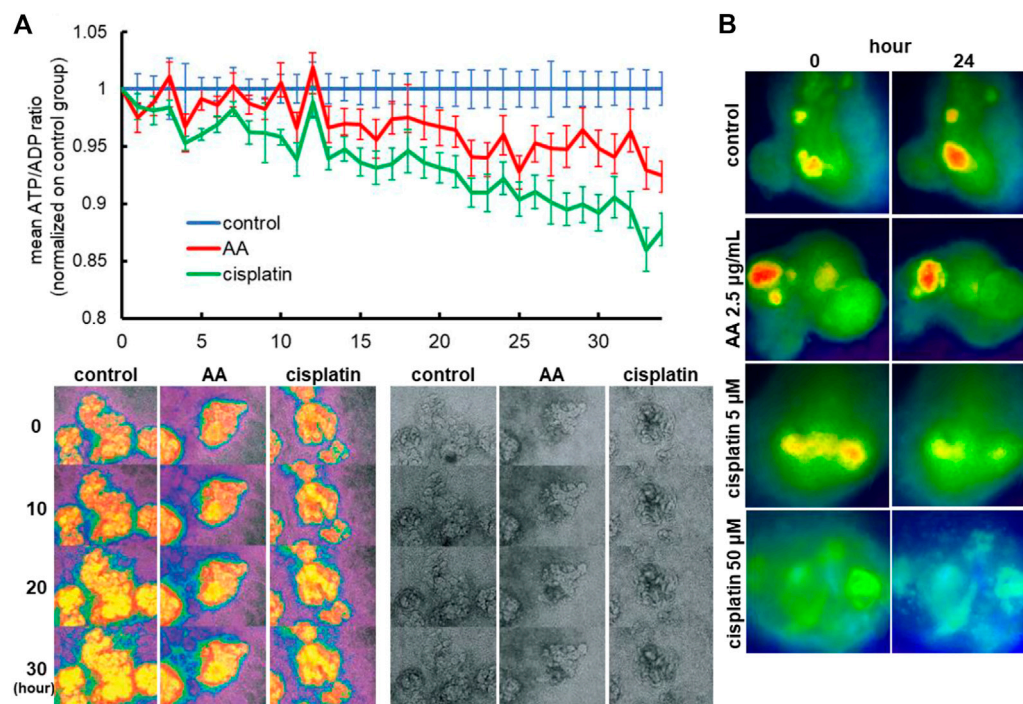 A
mean ATP/ADP ratio
(normalized on control group)
1.05
1
0.95
0.9
0.85
0.8
control
AA
cisplatin
0 5 10 15 20 25 30
control AA cisplatin control AA cisplatin
0
10
20
30
(hour)
B
hour
0 24
control
AA 2.5 µg/mL
cisplatin 5 µM
cisplatin 50 µM